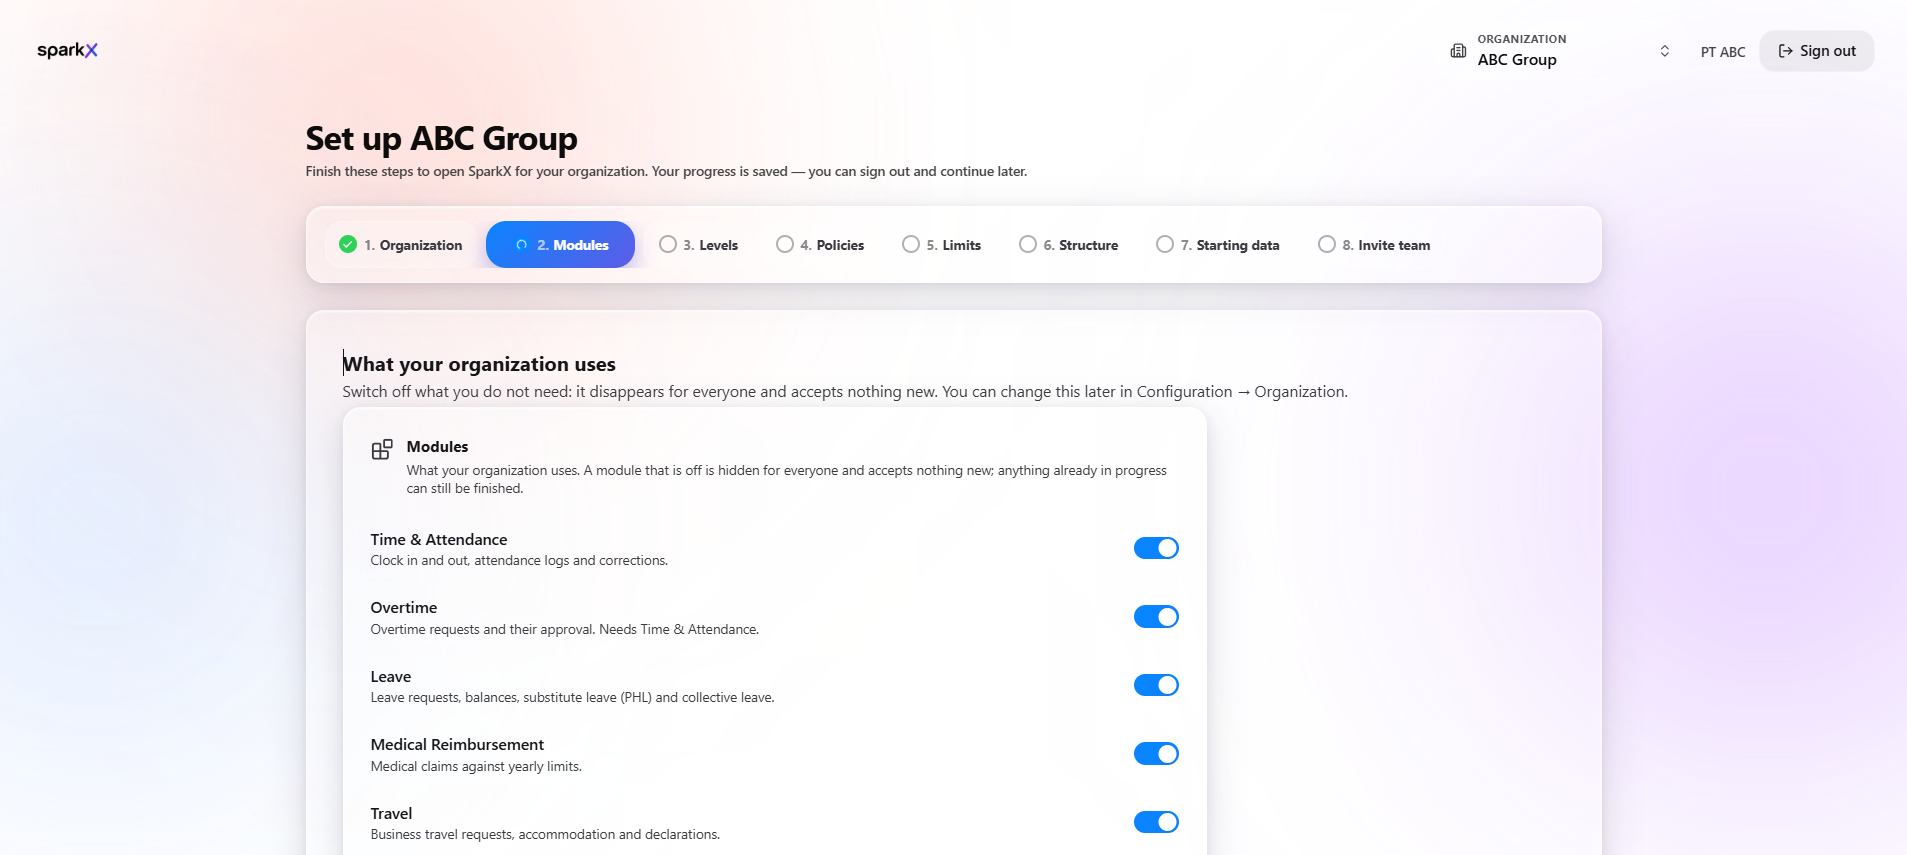 sparkX
ORGANIZATION
ABC Group
PT ABC
Sign out
Set up ABC Group
Finish these steps to open SparkX for your organization. Your progress is saved — you can sign out and continue later.
1. Organization
2. Modules
3. Levels
4. Policies
5. Limits
6. Structure
7. Starting data
8. Invite team
What your organization uses
Switch off what you do not need: it disappears for everyone and accepts nothing new. You can change this later in Configuration → Organization.
Modules
What your organization uses. A module that is off is hidden for everyone and accepts nothing new; anything already in progress
can still be finished.
Time & Attendance
Clock in and out, attendance logs and corrections.
Overtime
Overtime requests and their approval. Needs Time & Attendance.
Leave
Leave requests, balances, substitute leave (PHL) and collective leave.
Medical Reimbursement
Medical claims against yearly limits.
Travel
Business travel requests, accommodation and declarations.